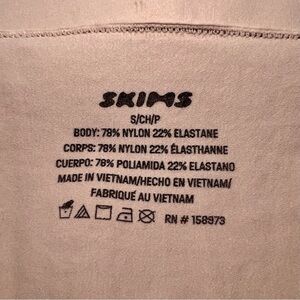 SKIMS
S/CH/P
BODY: 78% NYLON 22% ELASTANE
CORPS: 78% NYLON 22% ÉLASTHANNE
CUERPO: 78% POLIAMIDA 22% ELASTANO
MADE IN VIETNAM/HECHO EN VIETNAM/
FABRIQUÉ AU VIETNAM
RN # 158973